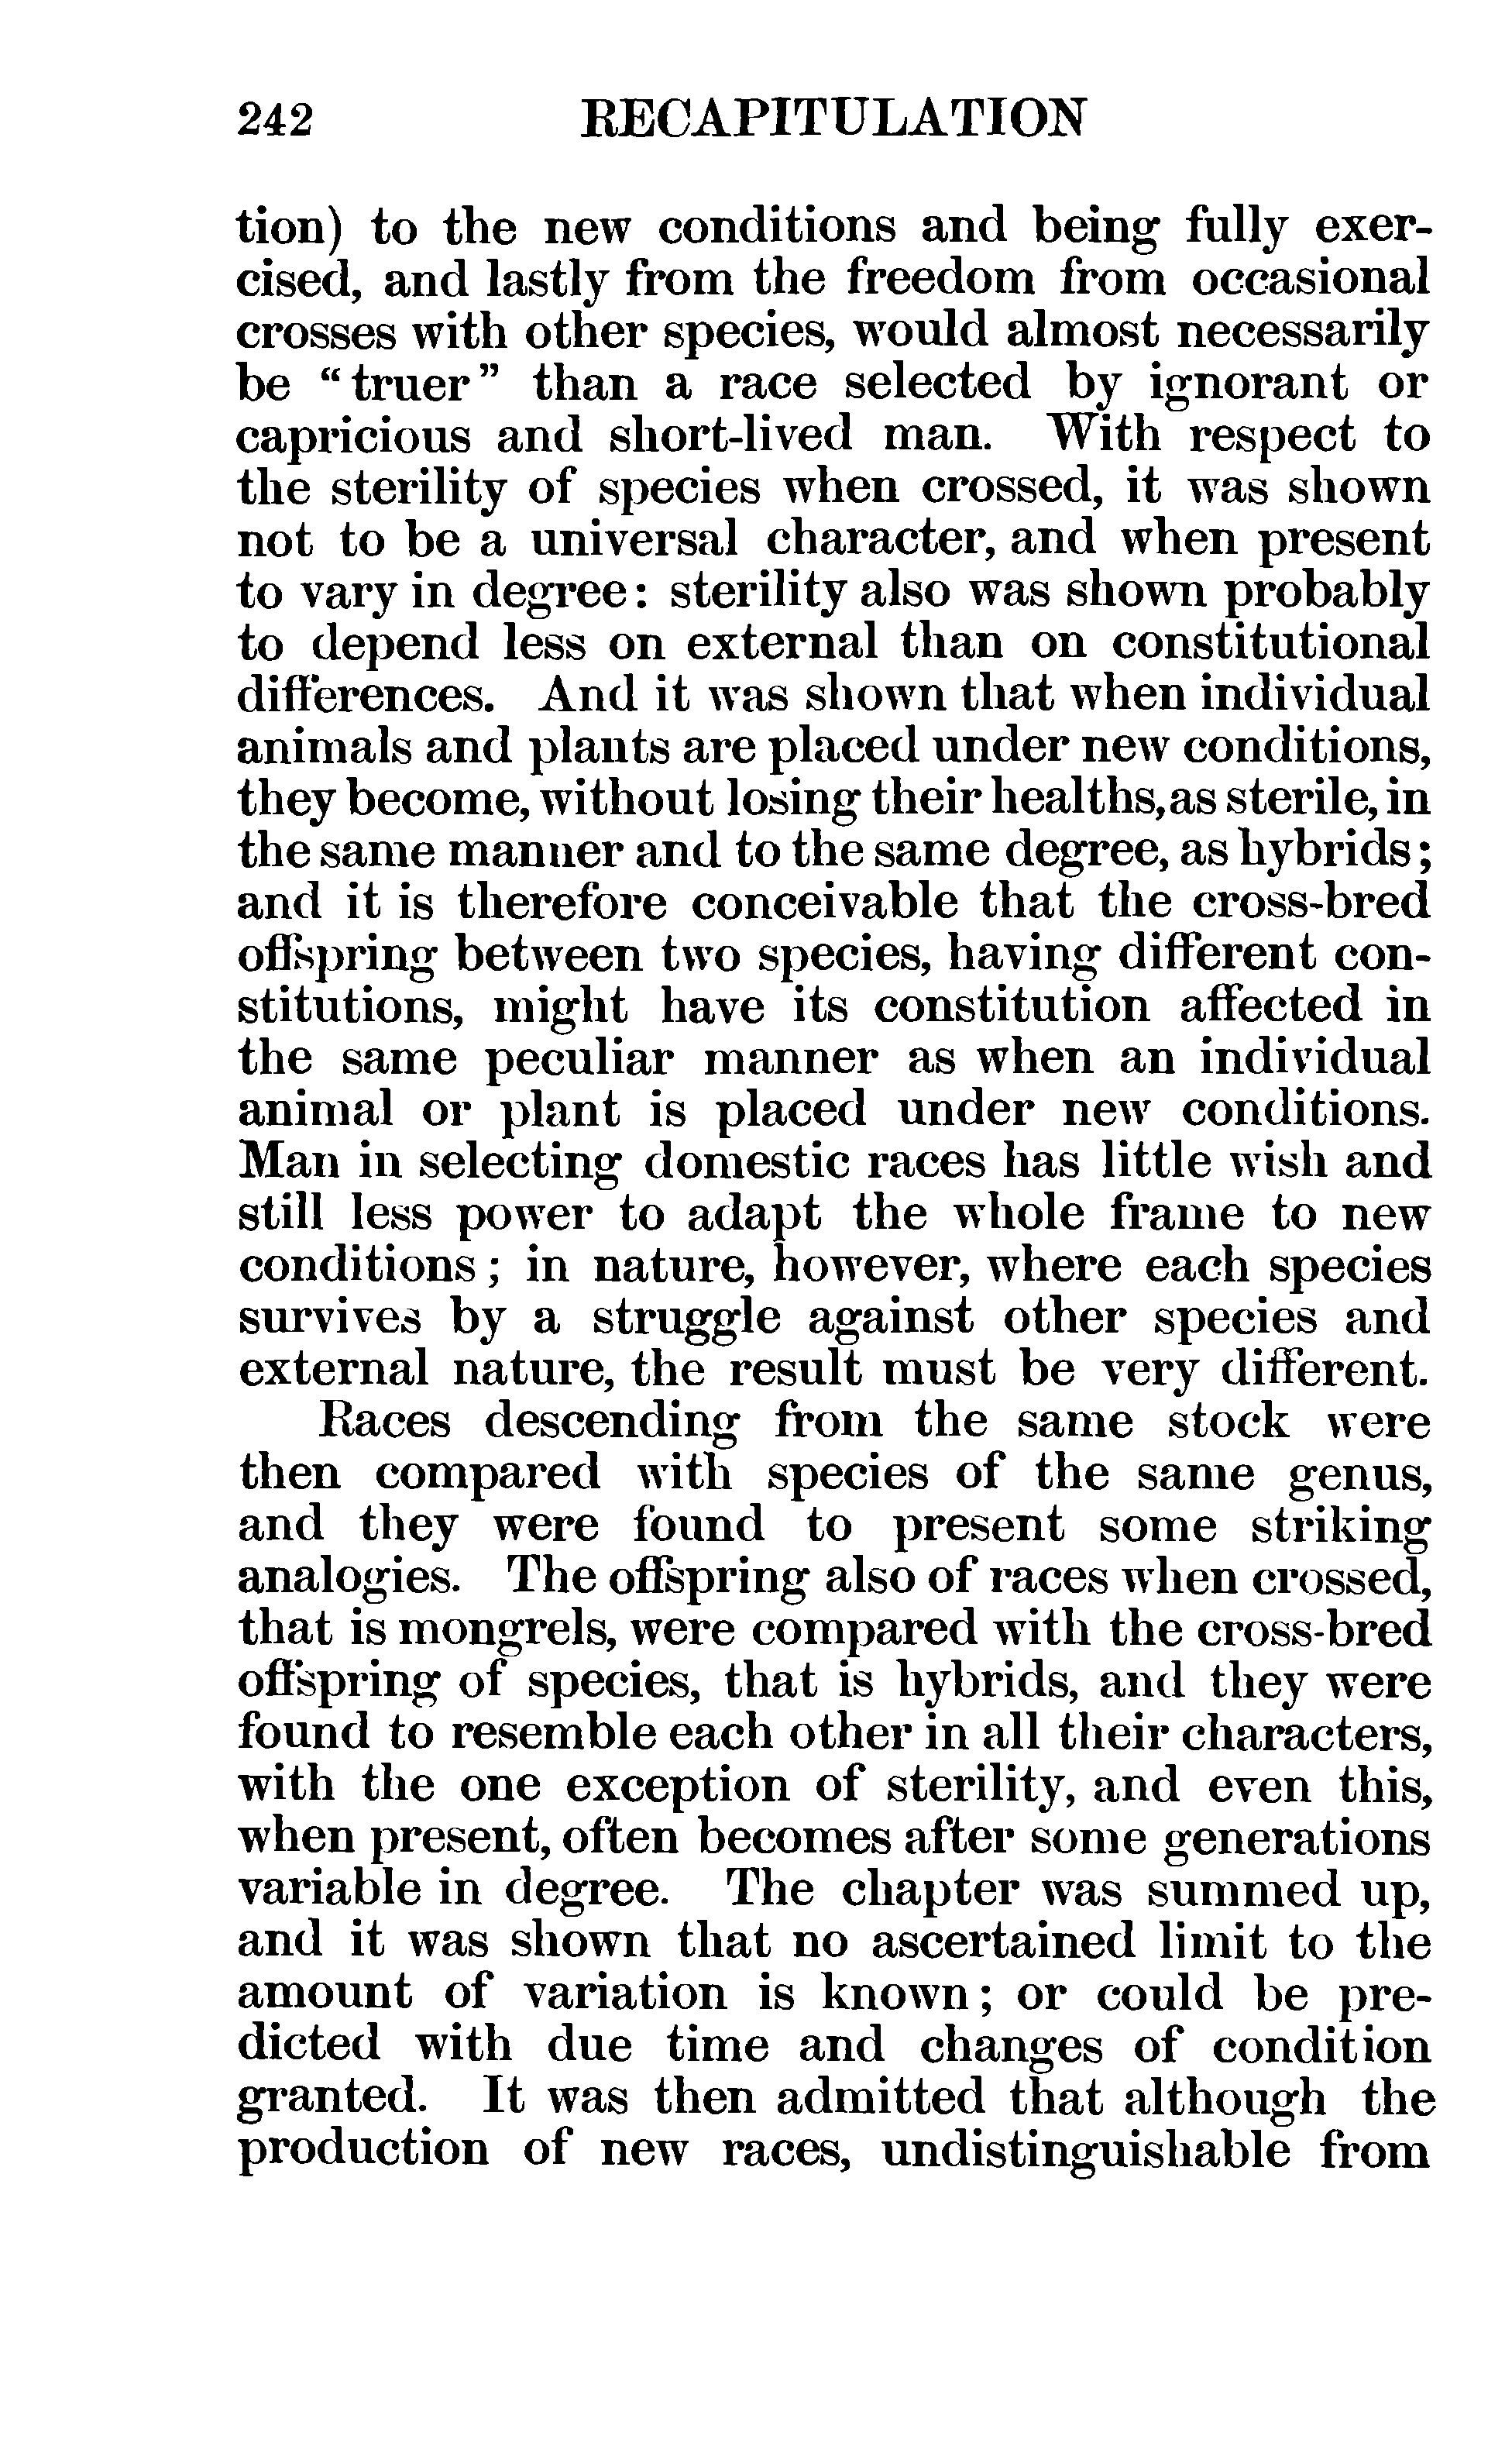 242 RECAPITULATION
tion) to the new conditions and being fully exer-
cised, and lastly from the freedom from occasional
crosses with other species, would almost necessarily
be "truer" than a race selected by ignorant or
capricious and short-lived man. With respect to
the sterility of species when crossed, it was shown
not to be a universal character, and when present
to vary in degree: sterility also was shown probably
to depend less on external than on constitutional
differences. And it was shown that when individual
animals and plants are placed under new conditions,
they become, without losing their healths, as sterile, in
the same manner and to the same degree, as hybrids;
and it is therefore conceivable that the cross-bred
offspring between two species, having different con-
stitutions, might have its constitution affected in
the same peculiar manner as when an individual
animal or plant is placed under new conditions.
Man in selecting domestic races has little wish and
still less power to adapt the whole frame to new
conditions; in nature, however, where each species
survives by a struggle against other species and
external nature, the result must be very different.
Races descending from the same stock were
then compared with species of the same genus,
and they were found to present some striking
analogies. The offspring also of races when crossed,
that is mongrels, were compared with the cross-bred
offspring of species, that is hybrids, and they were
found to resemble each other in all their characters,
with the one exception of sterility, and even this,
when present, often becomes after some generations
variable in degree. The chapter was summed up,
and it was shown that no ascertained limit to the
amount of variation is known; or could be pre-
dicted with due time and changes of condition
granted. It was then admitted that although the
production of new races, undistinguishable from